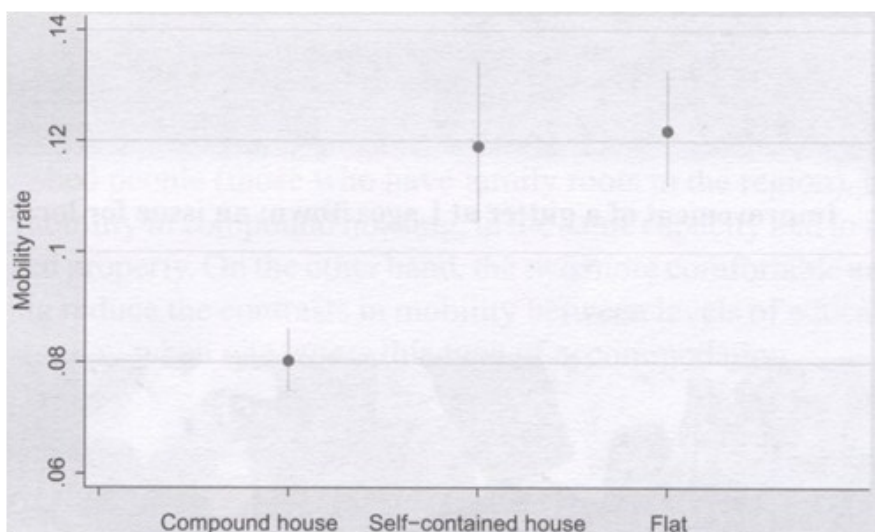 .14
.12
.1
.08
.06
Mobility rate
Compound house
Self-contained house
Flat